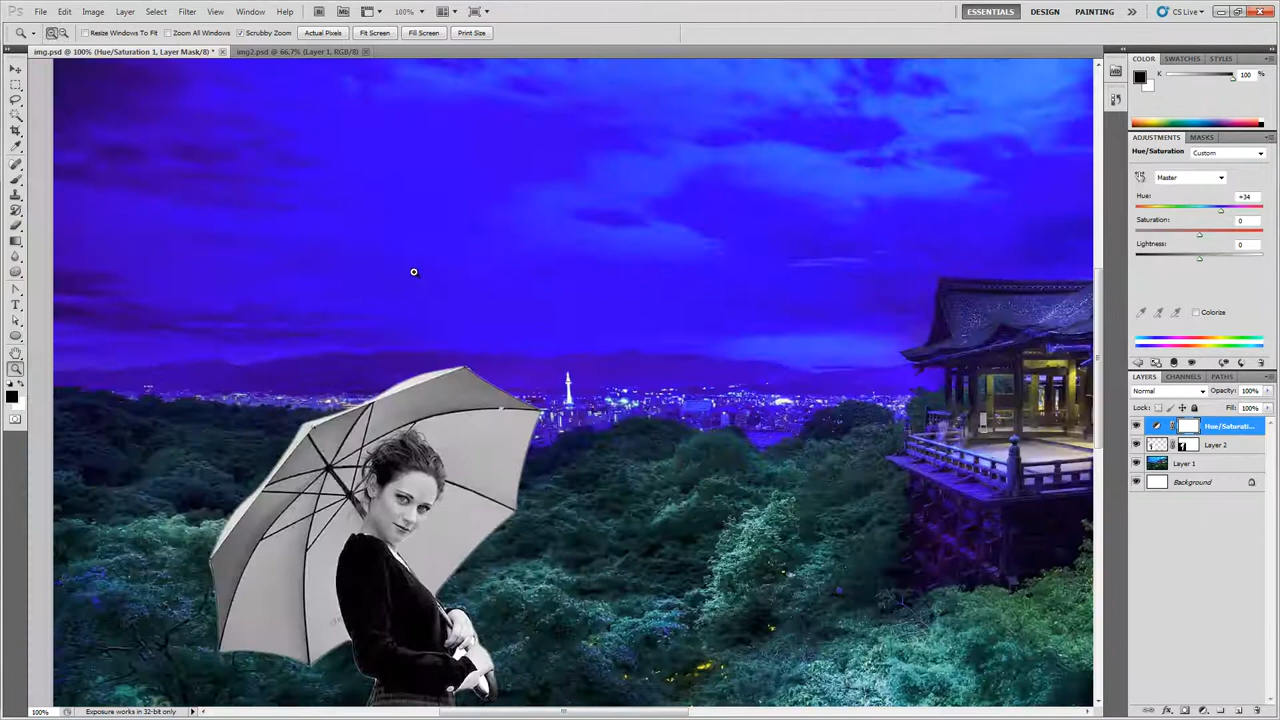 Ps File Edit Image Layer Select Filter Analysis 3D View Window Help 100% ESSENTIALS DESIGN PAINTING CS Live
Resize Windows To Fit Zoom All Windows Scrubby Zoom Actual Pixels Fit Screen Fill Screen Print Size
img.psd @ 100% (Hue/Saturation 1, Layer Mask/8) * img2.psd @ 66.7% (Layer 1, RGB/8)
COLOR SWATCHES STYLES
K 100 %
ADJUSTMENTS MASKS
Hue/Saturation Custom
Master
Hue: +34
Saturation: 0
Lightness: 0
Colorize
LAYERS CHANNELS PATHS
Normal Opacity: 100%
Lock: Fill: 100%
Hue/Saturati...
Layer 2
Layer 1
Background
100% Exposure works in 32-bit only